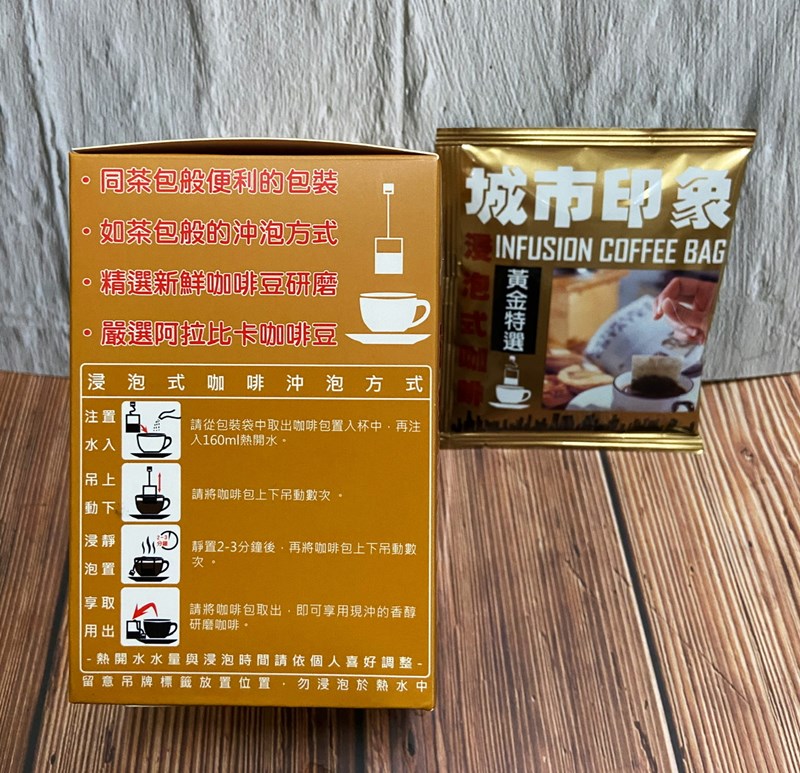 • 同茶包般便利的包裝
• 如茶包般的沖泡方式
• 精選新鮮咖啡豆研磨
• 嚴選阿拉比卡咖啡豆
浸泡式咖啡沖泡方式
注置
水入
請從包裝袋中取出咖啡包置入杯中，再注
入160ml熱開水。
吊上
動下
請將咖啡包上下吊動數次。
浸靜
泡置
2-3
分鐘
靜置2-3分鐘後，再將咖啡包上下吊動數
次。
享取
用出
請將咖啡包取出，即可享用現沖的香醇
研磨咖啡。
-熱開水水量與浸泡時間請依個人喜好調整-
留意吊牌標籤放置位置，勿浸泡於熱水中
城市印象
INFUSION COFFEE BAG
黃金特選
浸泡式